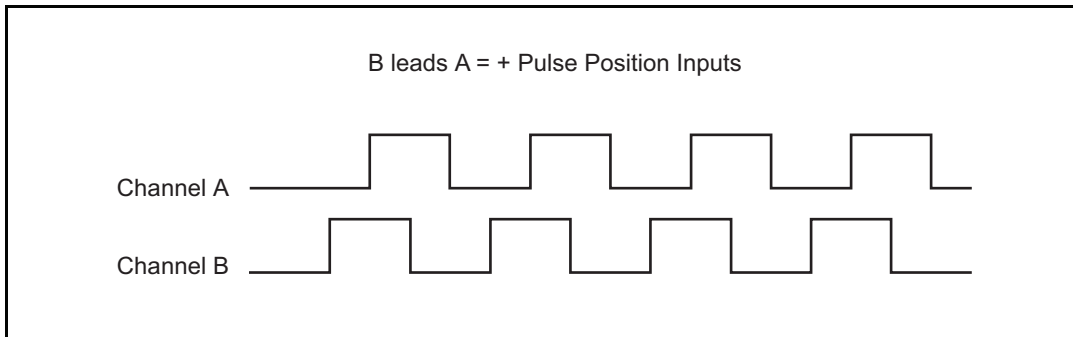 B leads A = + Pulse Position Inputs
Channel A
Channel B